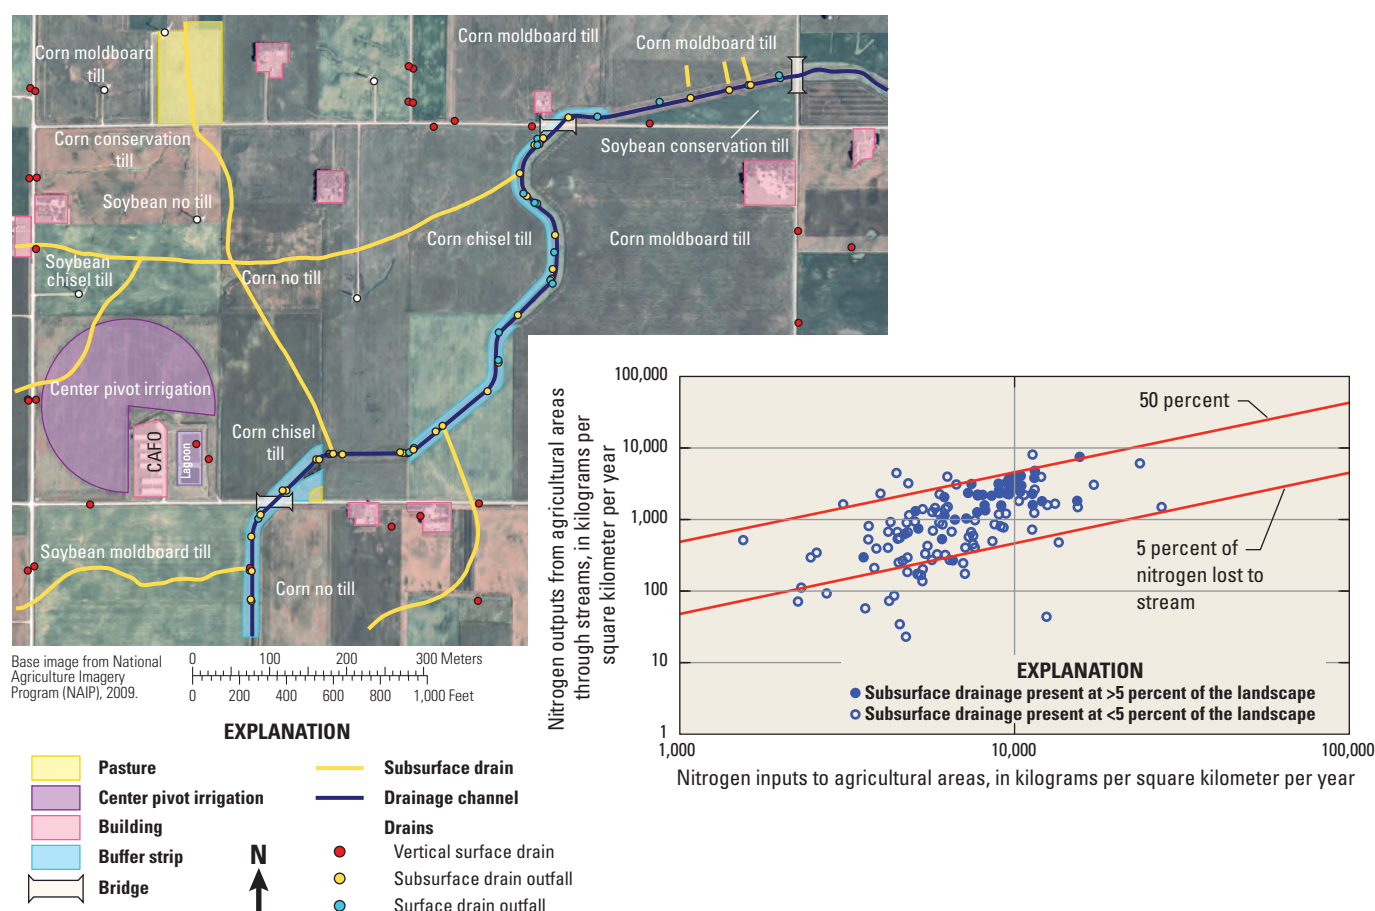 Corn moldboard
till
Corn moldboard till
Corn moldboard till
Corn conservation
till
Soybean conservation till
Soybean no till
Corn chisel till
Corn moldboard till
Soybean
chisel till
Corn no till
Center pivot irrigation
Corn chisel
till
CAFO
Lagoon
Soybean moldboard till
Corn no till
Base image from National
Agriculture Imagery
Program (NAIP), 2009.
0 100 200 300 Meters
0 200 400 600 800 1,000 Feet
EXPLANATION
Pasture
Center pivot irrigation
Building
Buffer strip
Bridge
N
Subsurface drain
Drainage channel
Drains
Vertical surface drain
Subsurface drain outfall
Surface drain outfall
Nitrogen outputs from agricultural areas
through streams, in kilograms per
square kilometer per year
100,000
10,000
1,000
100
10
1
50 percent
5 percent of
nitrogen lost to
stream
EXPLANATION
Subsurface drainage present at >5 percent of the landscape
Subsurface drainage present at <5 percent of the landscape
1,000 10,000 100,000
Nitrogen inputs to agricultural areas, in kilograms per square kilometer per year